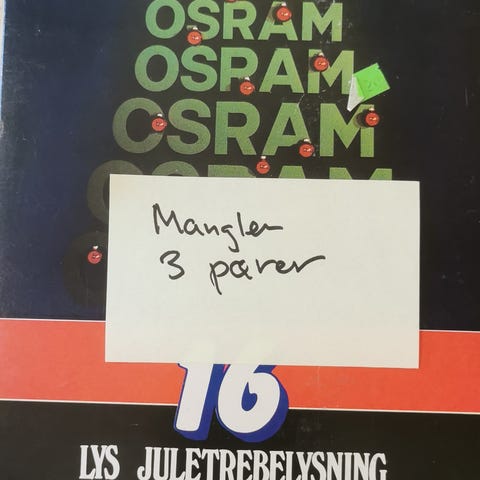 OSRAM
OSRAM
OSRAM
Mangler
3 pærer
16
LYS JULETREBELYSNING